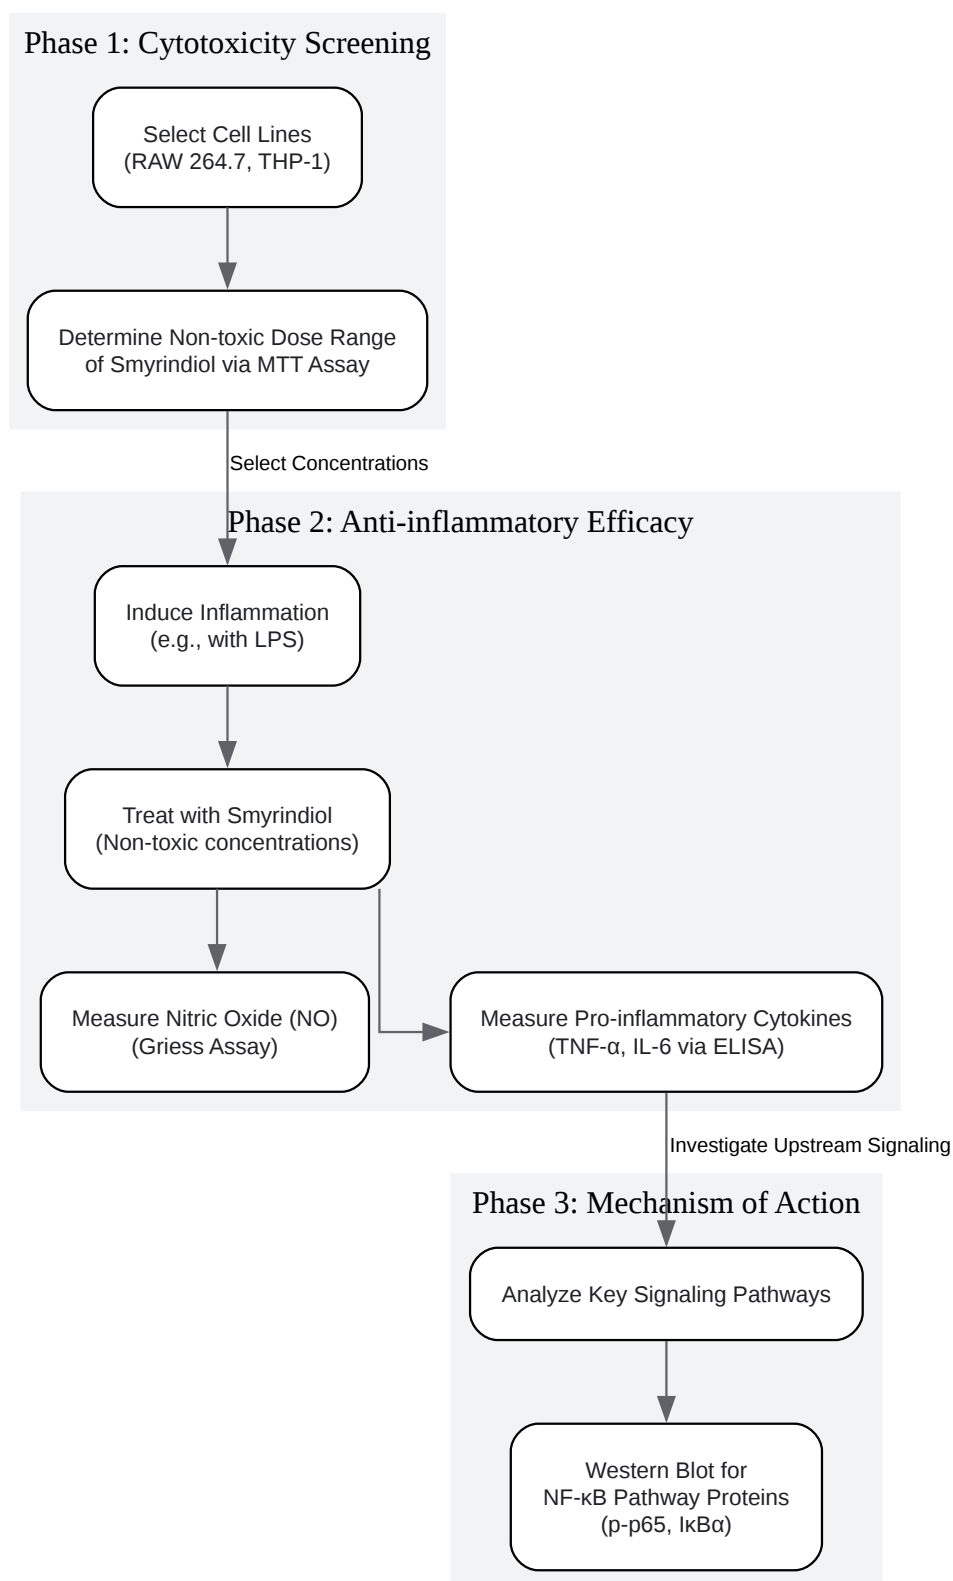 Phase 1: Cytotoxicity Screening
Select Cell Lines
(RAW 264.7, THP-1)
Determine Non-toxic Dose Range
of Smyrindiol via MTT Assay
Select Concentrations
Phase 2: Anti-inflammatory Efficacy
Induce Inflammation
(e.g., with LPS)
Treat with Smyrindiol
(Non-toxic concentrations)
Measure Nitric Oxide (NO)
(Griess Assay)
Measure Pro-inflammatory Cytokines
(TNF-α, IL-6 via ELISA)
Investigate Upstream Signaling
Phase 3: Mechanism of Action
Analyze Key Signaling Pathways
Western Blot for
NF-κB Pathway Proteins
(p-p65, IκBα)